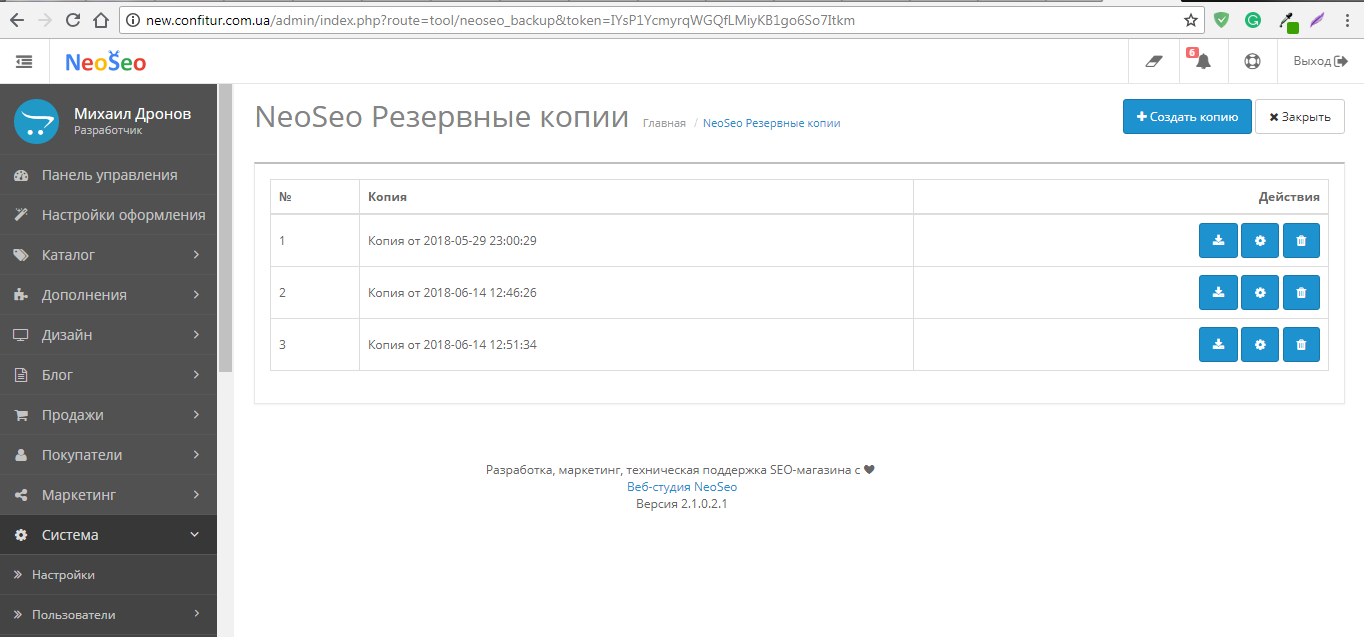 new.confitur.com.ua/admin/index.php?route=tool/neoseo_backup&token=IYsP1YcmyrqWGQfLMiyKB1go6So7Itkm
NeoSeo
6
Выход
Михаил Дронов
Разработчик
NeoSeo Резервные копии
Главная / NeoSeo Резервные копии
Создать копию
Закрыть
Панель управления
Настройки оформления
Каталог
Дополнения
Дизайн
Блог
Продажи
Покупатели
Маркетинг
Система
Настройки
Пользователи
№ Копия Действия
1 Копия от 2018-05-29 23:00:29
2 Копия от 2018-06-14 12:46:26
3 Копия от 2018-06-14 12:51:34
Разработка, маркетинг, техническая поддержка SEO-магазина с ♥
Веб-студия NeoSeo
Версия 2.1.0.2.1